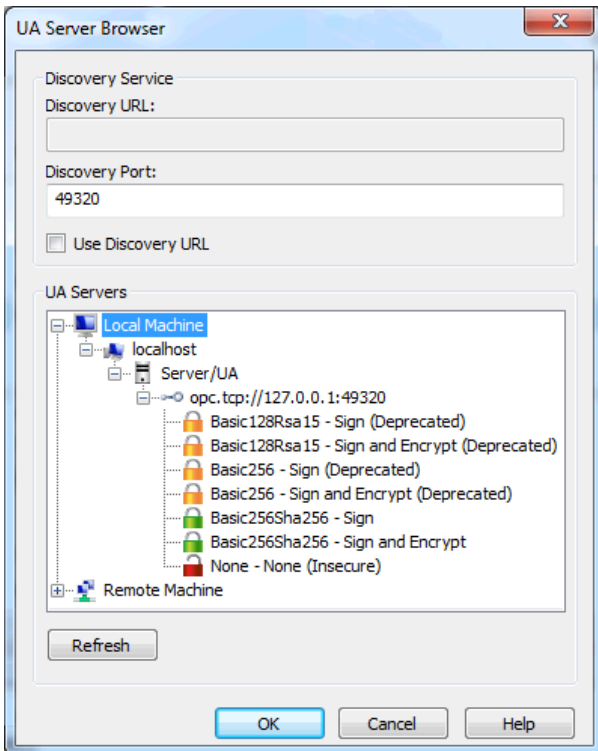 UA Server Browser
Discovery Service
Discovery URL:
Discovery Port:
49320
Use Discovery URL
UA Servers
Local Machine
localhost
Server/UA
opc.tcp://127.0.0.1:49320
Basic128Rsa15 - Sign (Deprecated)
Basic128Rsa15 - Sign and Encrypt (Deprecated)
Basic256 - Sign (Deprecated)
Basic256 - Sign and Encrypt (Deprecated)
Basic256Sha256 - Sign
Basic256Sha256 - Sign and Encrypt
None - None (Insecure)
Remote Machine
Refresh
OK Cancel Help